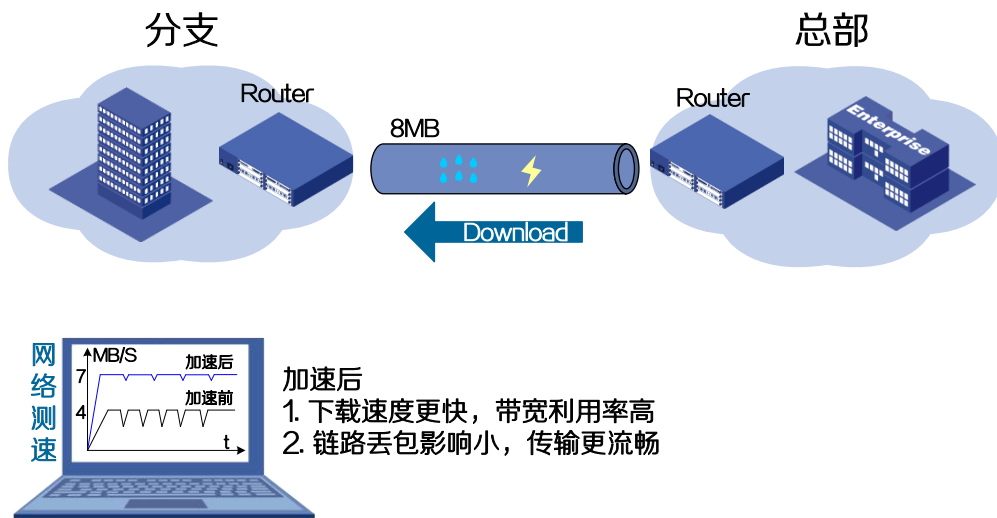 分支
总部
Router
Router
8MB
Enterprise
Download
网络测速
MB/S
7
加速后
加速前
4
t
加速后
1. 下载速度更快，带宽利用率高
2. 链路丢包影响小，传输更流畅